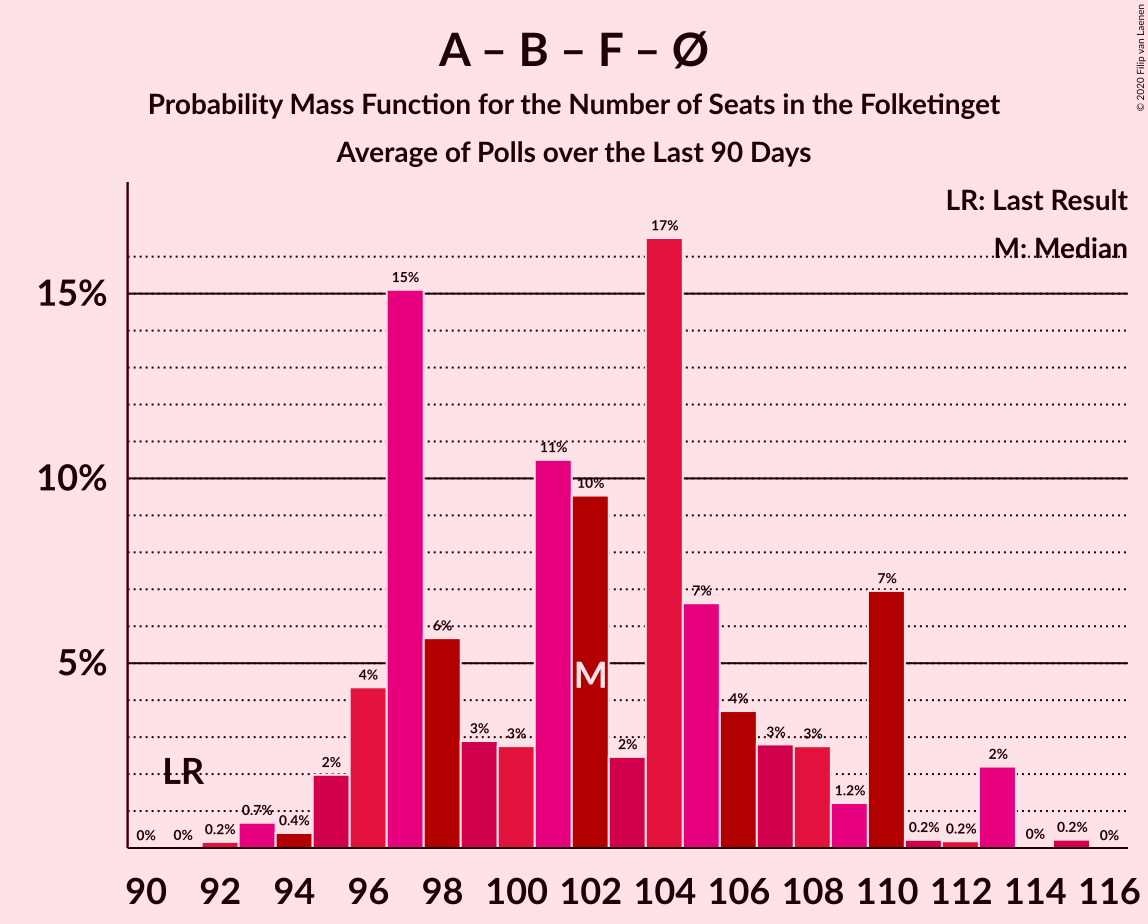 A – B – F – Ø
Probability Mass Function for the Number of Seats in the Folketinget
Average of Polls over the Last 90 Days
© 2020 Filip van Laenen
LR: Last Result
M: Median
15%
10%
5%
0% 0% 0.2% 0.7% 0.4% 2% 4% 15% 6% 3% 3% 11% 10% 2% 17% 7% 4% 3% 3% 1.2% 7% 0.2% 0.2% 2% 0% 0.2% 0%
LR
M
90 92 94 96 98 100 102 104 106 108 110 112 114 116